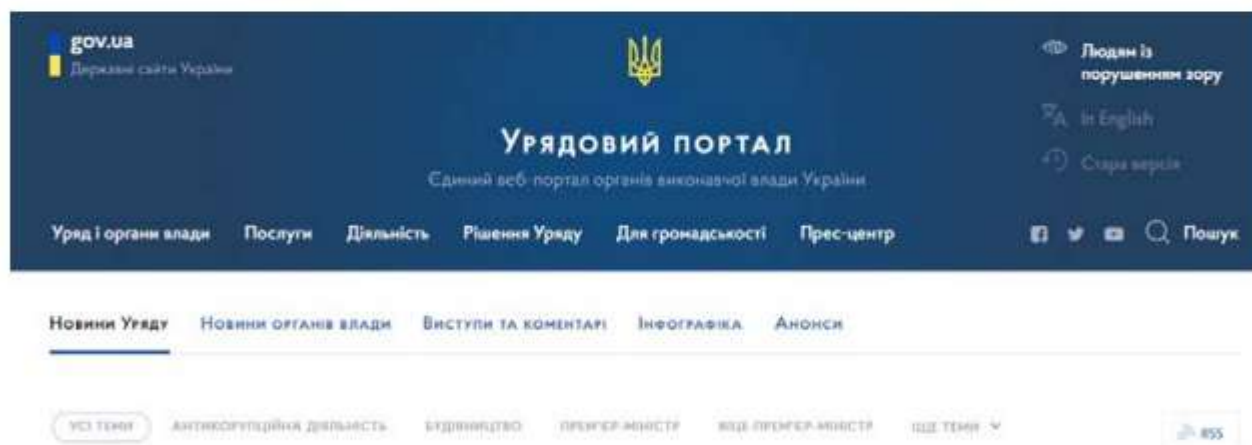 gov.ua
Державні сайти України
Людям із
порушенням зору
In English
Стара версія
Урядовий портал
Єдиний веб-портал органів виконавчої влади України
Уряд і органи влади Послуги Діяльність Рішення Уряду Для громадськості Прес-центр Пошук
Новини Уряду Новини органів влади Виступи та коментарі Інфографіка Анонси
УСІ ТЕМИ АНТИКОРУПЦІЙНА ДІЯЛЬНІСТЬ БУДІВНИЦТВО ПРЕМ'ЄР-МІНІСТР ВІЦЕ-ПРЕМ'ЄР-МІНІСТР ЩЕ ТЕМИ RSS